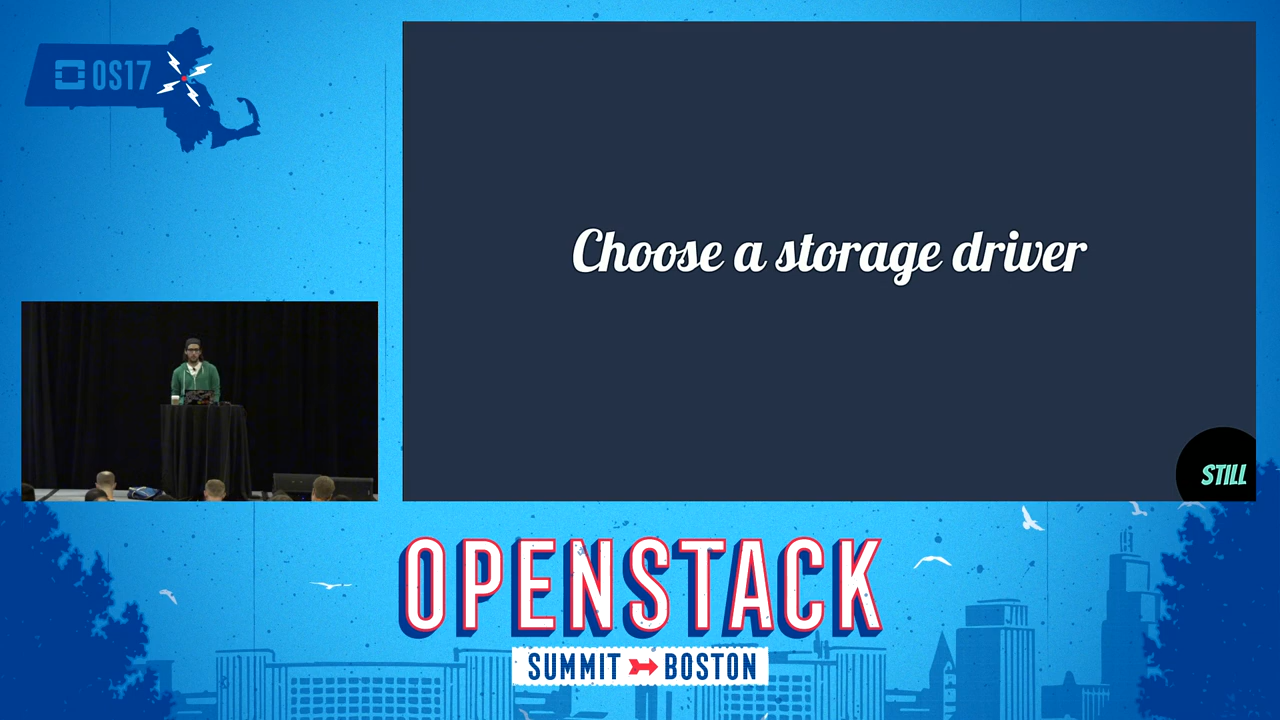 OS17
Choose a storage driver
STILL
OPENSTACK
SUMMIT BOSTON